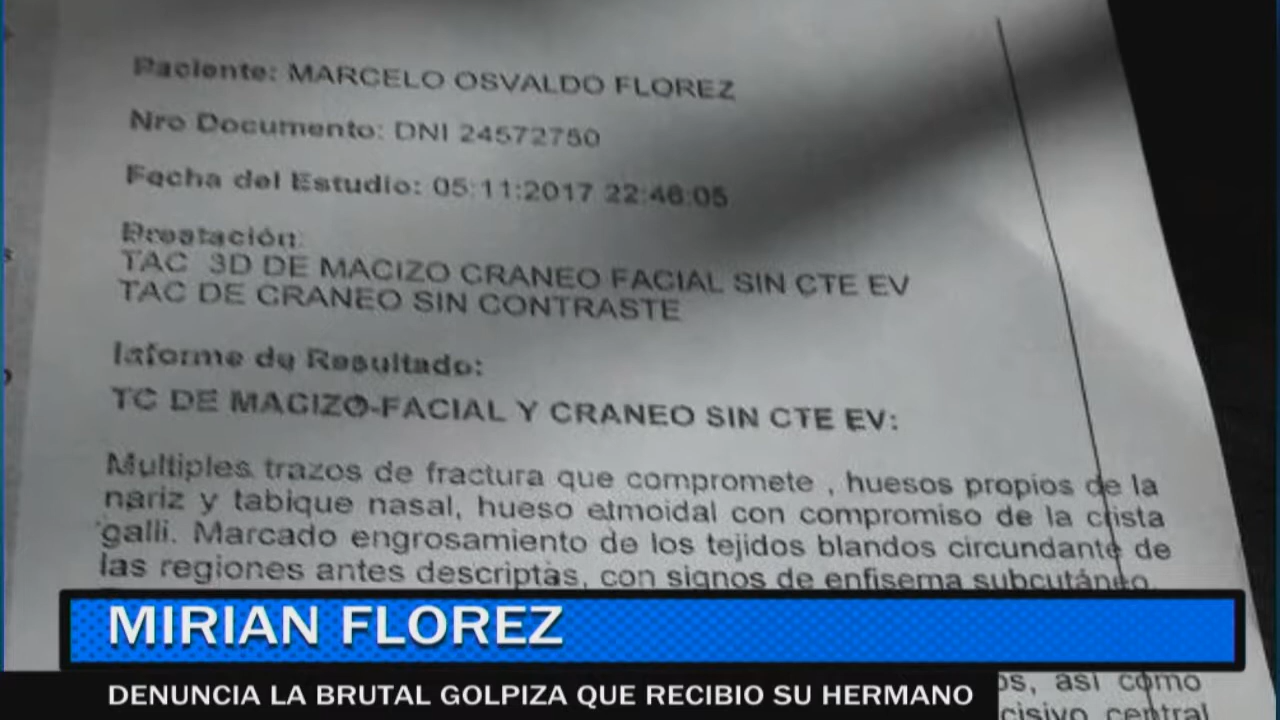 Paciente: MARCELO OSVALDO FLOREZ
Nro Documento: DNI 24572750
Fecha del Estudio: 05:11:2017 22:46:05
Prestación:
TAC 3D DE MACIZO CRANEO FACIAL SIN CTE EV
TAC DE CRANEO SIN CONTRASTE
Informe de Resultado:
TC DE MACIZO-FACIAL Y CRANEO SIN CTE EV:
Multiples trazos de fractura que compromete , huesos propios de la
nariz y tabique nasal, hueso etmoidal con compromiso de la crista
galli. Marcado engrosamiento de los tejidos blandos circundante de
las regiones antes descriptas, con signos de enfisema subcutáneo.
MIRIAN FLOREZ
DENUNCIA LA BRUTAL GOLPIZA QUE RECIBIO SU HERMANO
así como
central